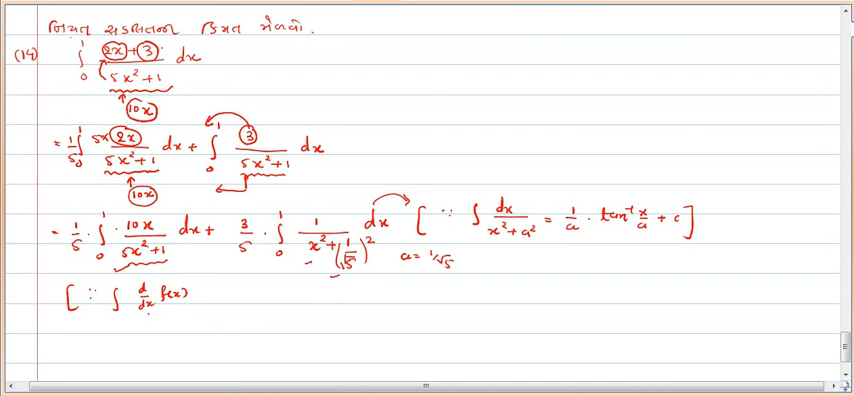 નિયત સંકલિતની કિંમત મેળવો.
(14) ∫₀¹ (2x+3)/(5x²+1) dx
10x
= 1/5 ∫₀¹ (5×2x)/(5x²+1) dx + ∫₀¹ 3/(5x²+1) dx
10x
= 1/5 · ∫₀¹ 10x/(5x²+1) dx + 3/5 · ∫₀¹ 1/(x²+(1/√5)²) dx [ ∵ ∫ dx/(x²+a²) = 1/a · tan⁻¹ x/a + c ]
a = 1/√5
[ ∵ ∫ d/dx f(x)